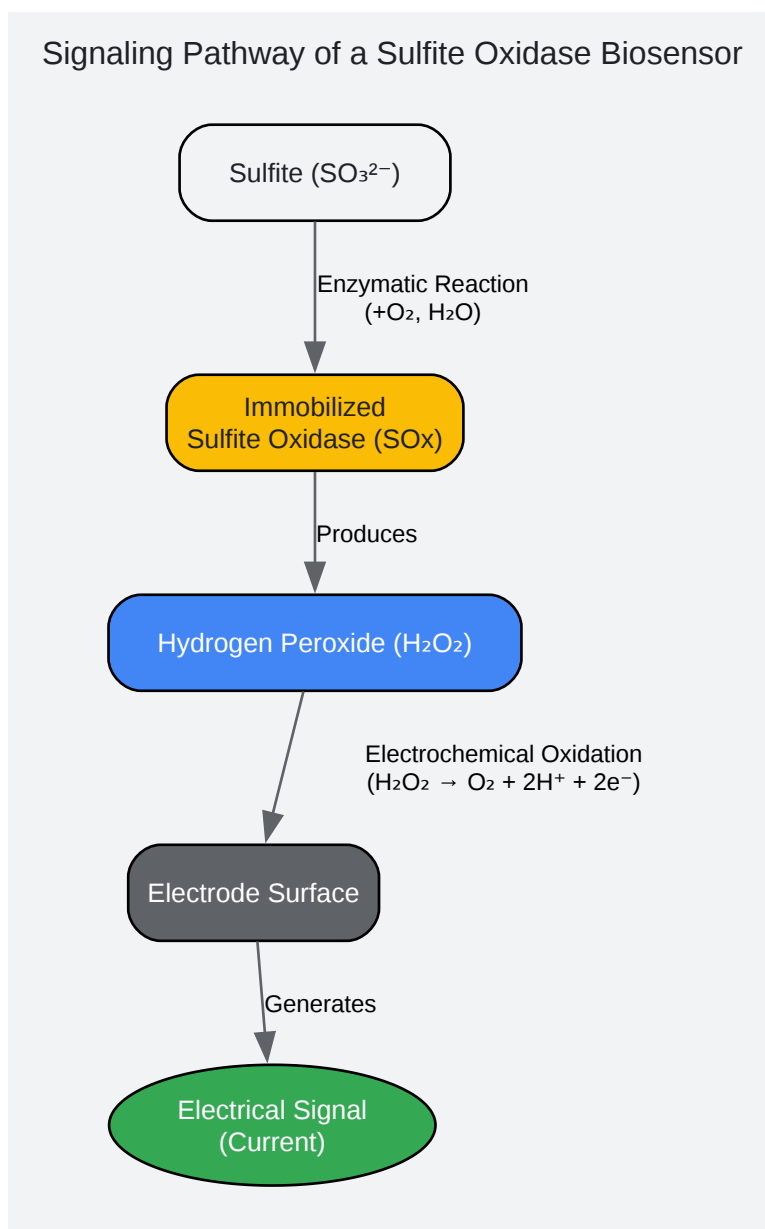 Signaling Pathway of a Sulfite Oxidase Biosensor
Sulfite (SO₃²⁻)
Enzymatic Reaction
(+O₂, H₂O)
Immobilized
Sulfite Oxidase (SOx)
Produces
Hydrogen Peroxide (H₂O₂)
Electrochemical Oxidation
(H₂O₂ → O₂ + 2H⁺ + 2e⁻)
Electrode Surface
Generates
Electrical Signal
(Current)